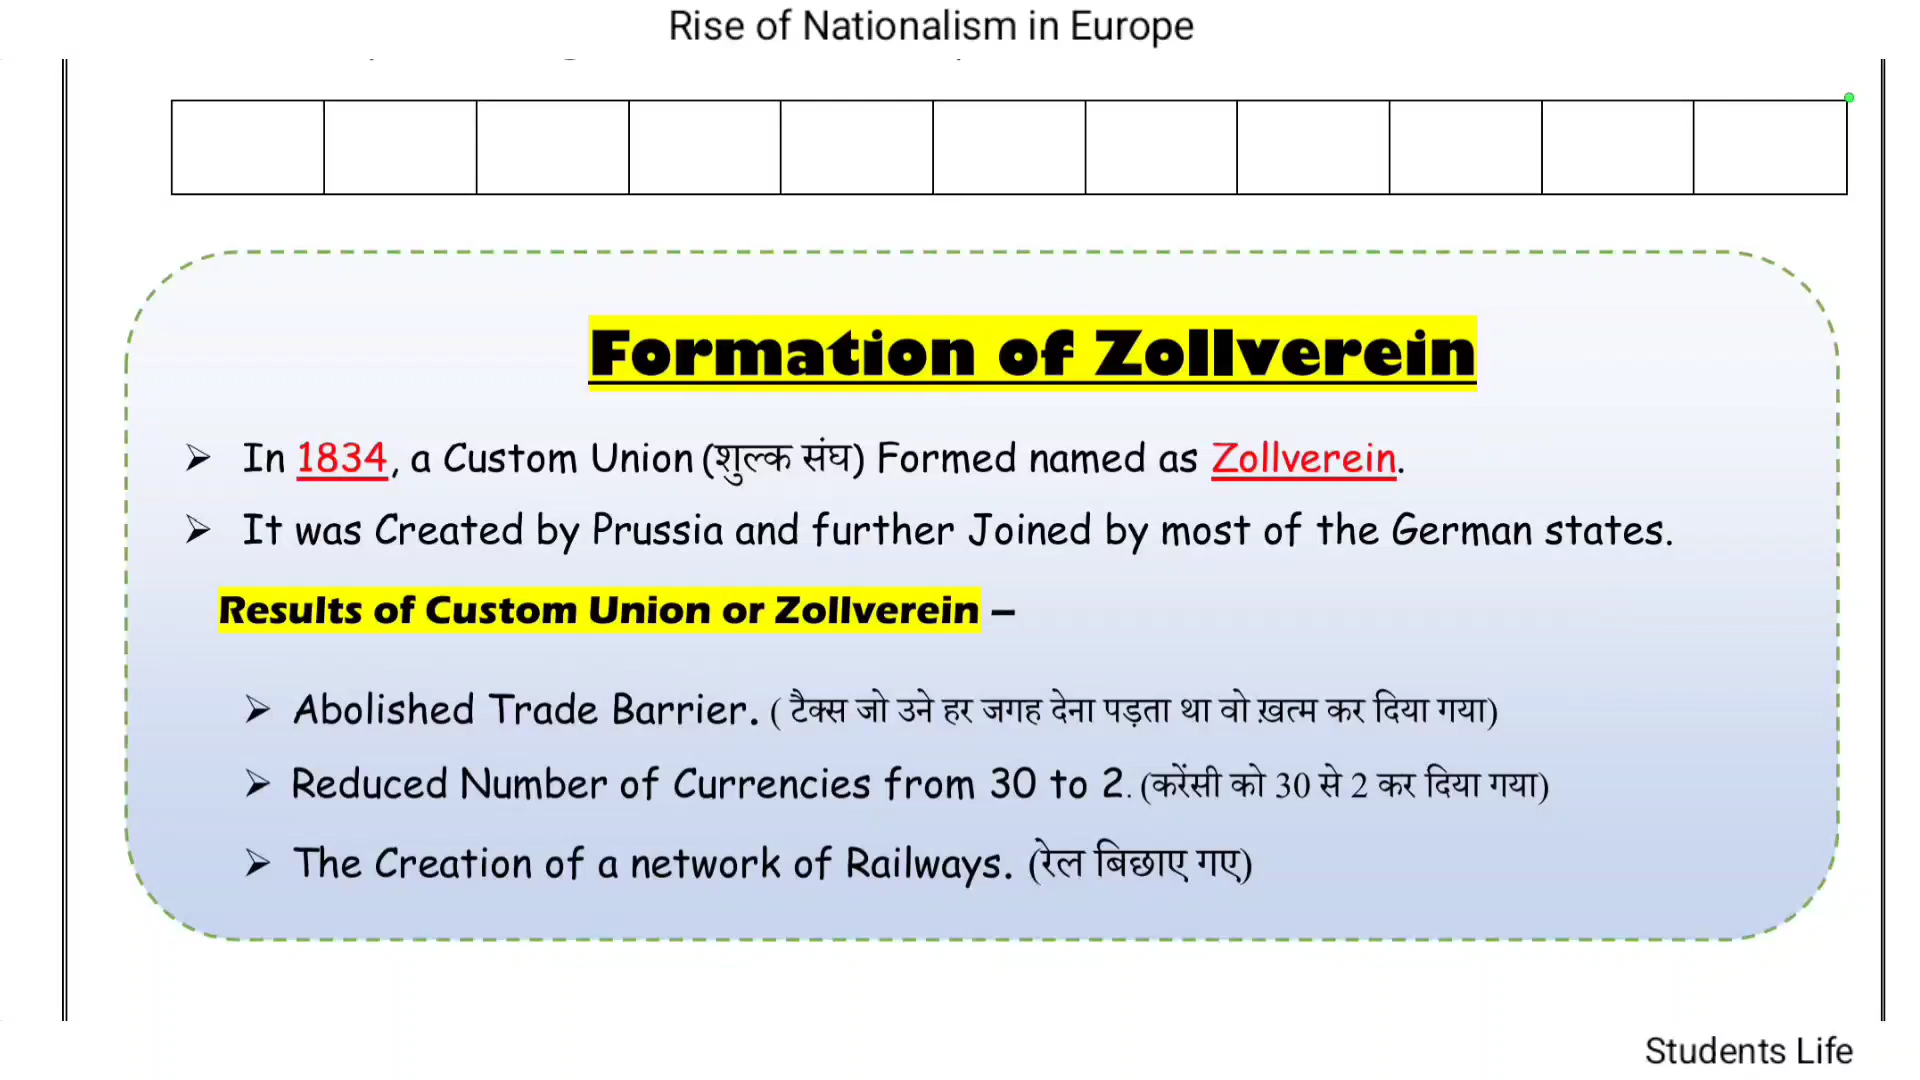 Rise of Nationalism in Europe
Formation of Zollverein
➢ In 1834, a Custom Union (शुल्क संघ) Formed named as Zollverein.
➢ It was Created by Prussia and further Joined by most of the German states.
Results of Custom Union or Zollverein –
➢ Abolished Trade Barrier. ( टैक्स जो उने हर जगह देना पड़ता था वो ख़त्म कर दिया गया)
➢ Reduced Number of Currencies from 30 to 2. (करेंसी को 30 से 2 कर दिया गया)
➢ The Creation of a network of Railways. (रेल बिछाए गए)
Students Life